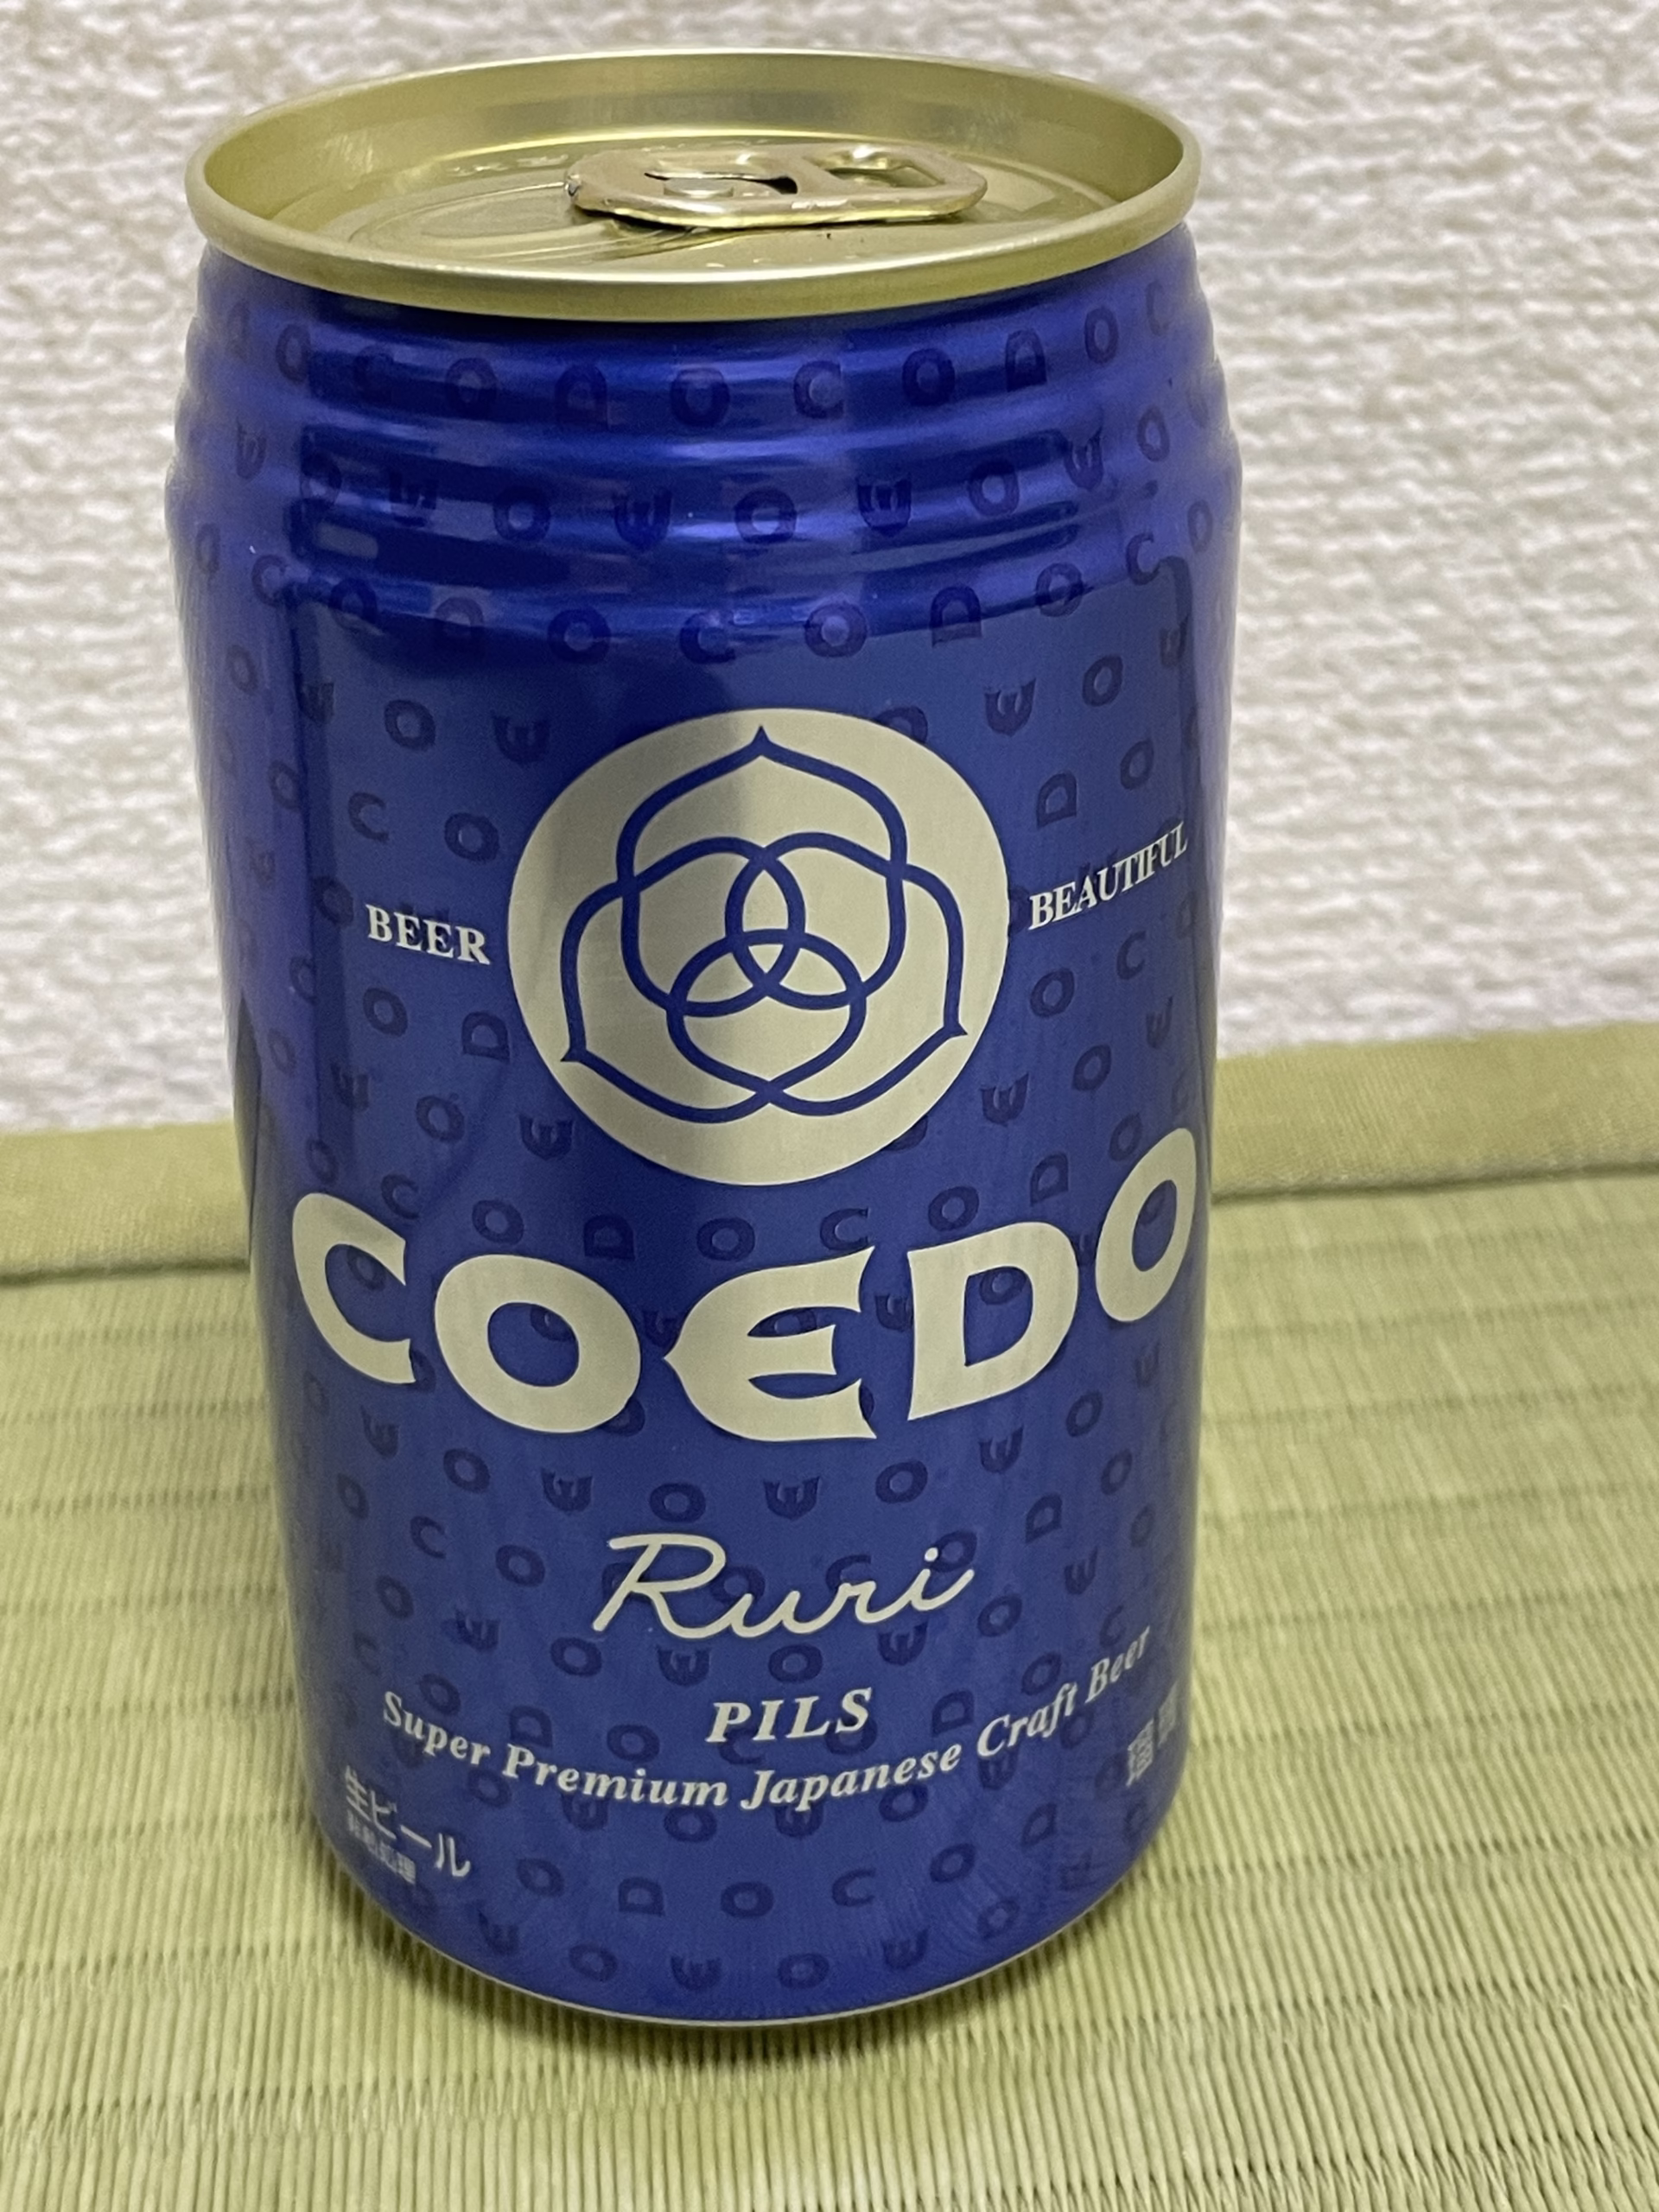 BEER
BEAUTIFUL
COEDO
Ruri
PILS
Super Premium Japanese Craft Beer
生ビール